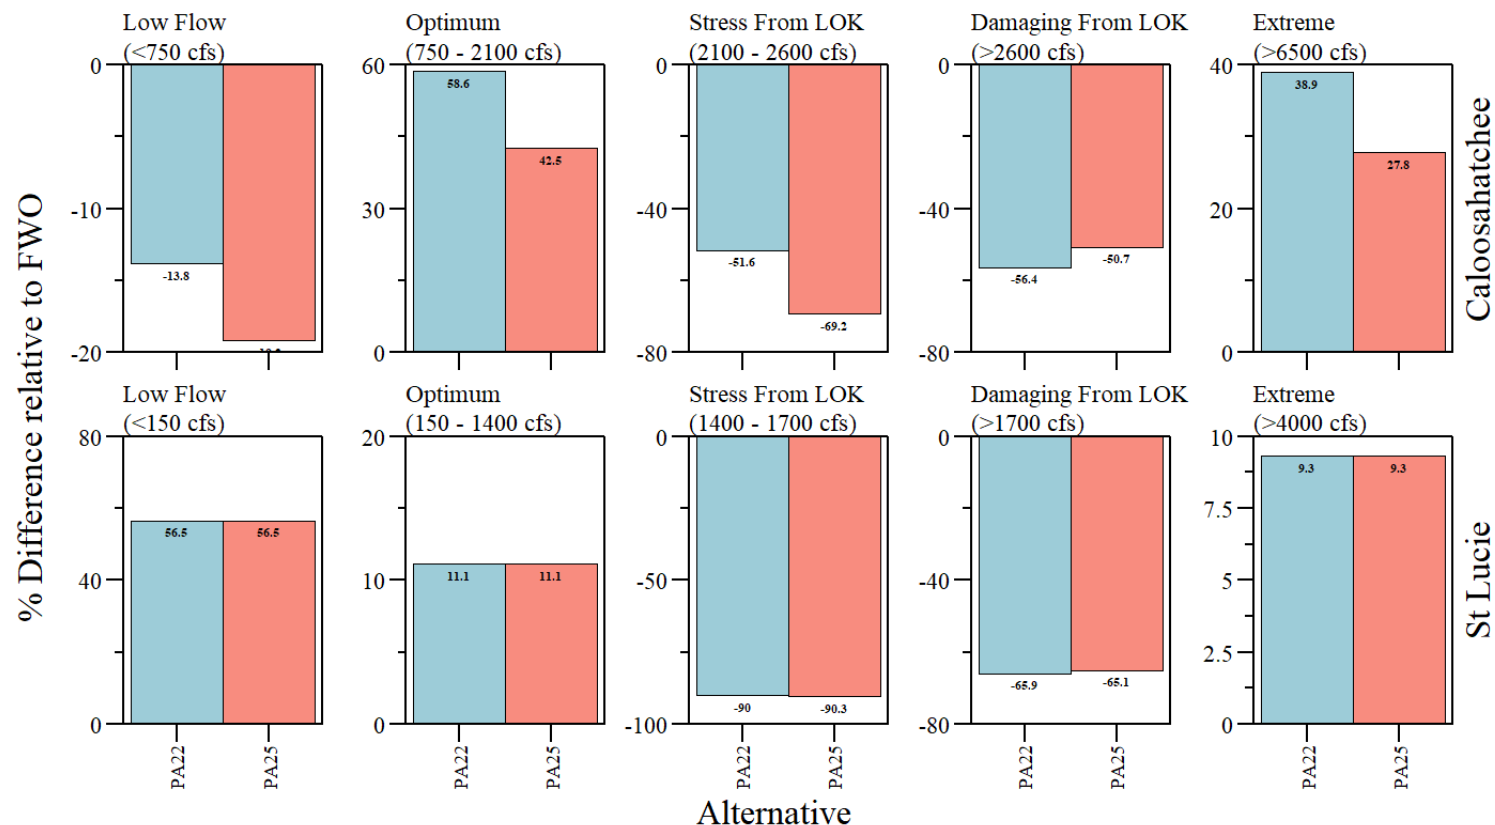 Low Flow
(<750 cfs)
Optimum
(750 - 2100 cfs)
Stress From LOK
(2100 - 2600 cfs)
Damaging From LOK
(>2600 cfs)
Extreme
(>6500 cfs)
0
-10
-20
-13.8
60
30
0
58.6
42.5
0
-40
-80
-51.6
-69.2
0
-40
-80
-56.4
-50.7
40
20
0
38.9
27.8
Caloosahatchee
% Difference relative to FWO
Low Flow
(<150 cfs)
Optimum
(150 - 1400 cfs)
Stress From LOK
(1400 - 1700 cfs)
Damaging From LOK
(>1700 cfs)
Extreme
(>4000 cfs)
80
40
0
56.5
56.5
20
10
0
11.1
11.1
0
-50
-100
-90
-90.3
0
-40
-80
-65.9
-65.1
10
7.5
5
2.5
0
9.3
9.3
St Lucie
PA22
PA25
PA22
PA25
PA22
PA25
PA22
PA25
PA22
PA25
Alternative